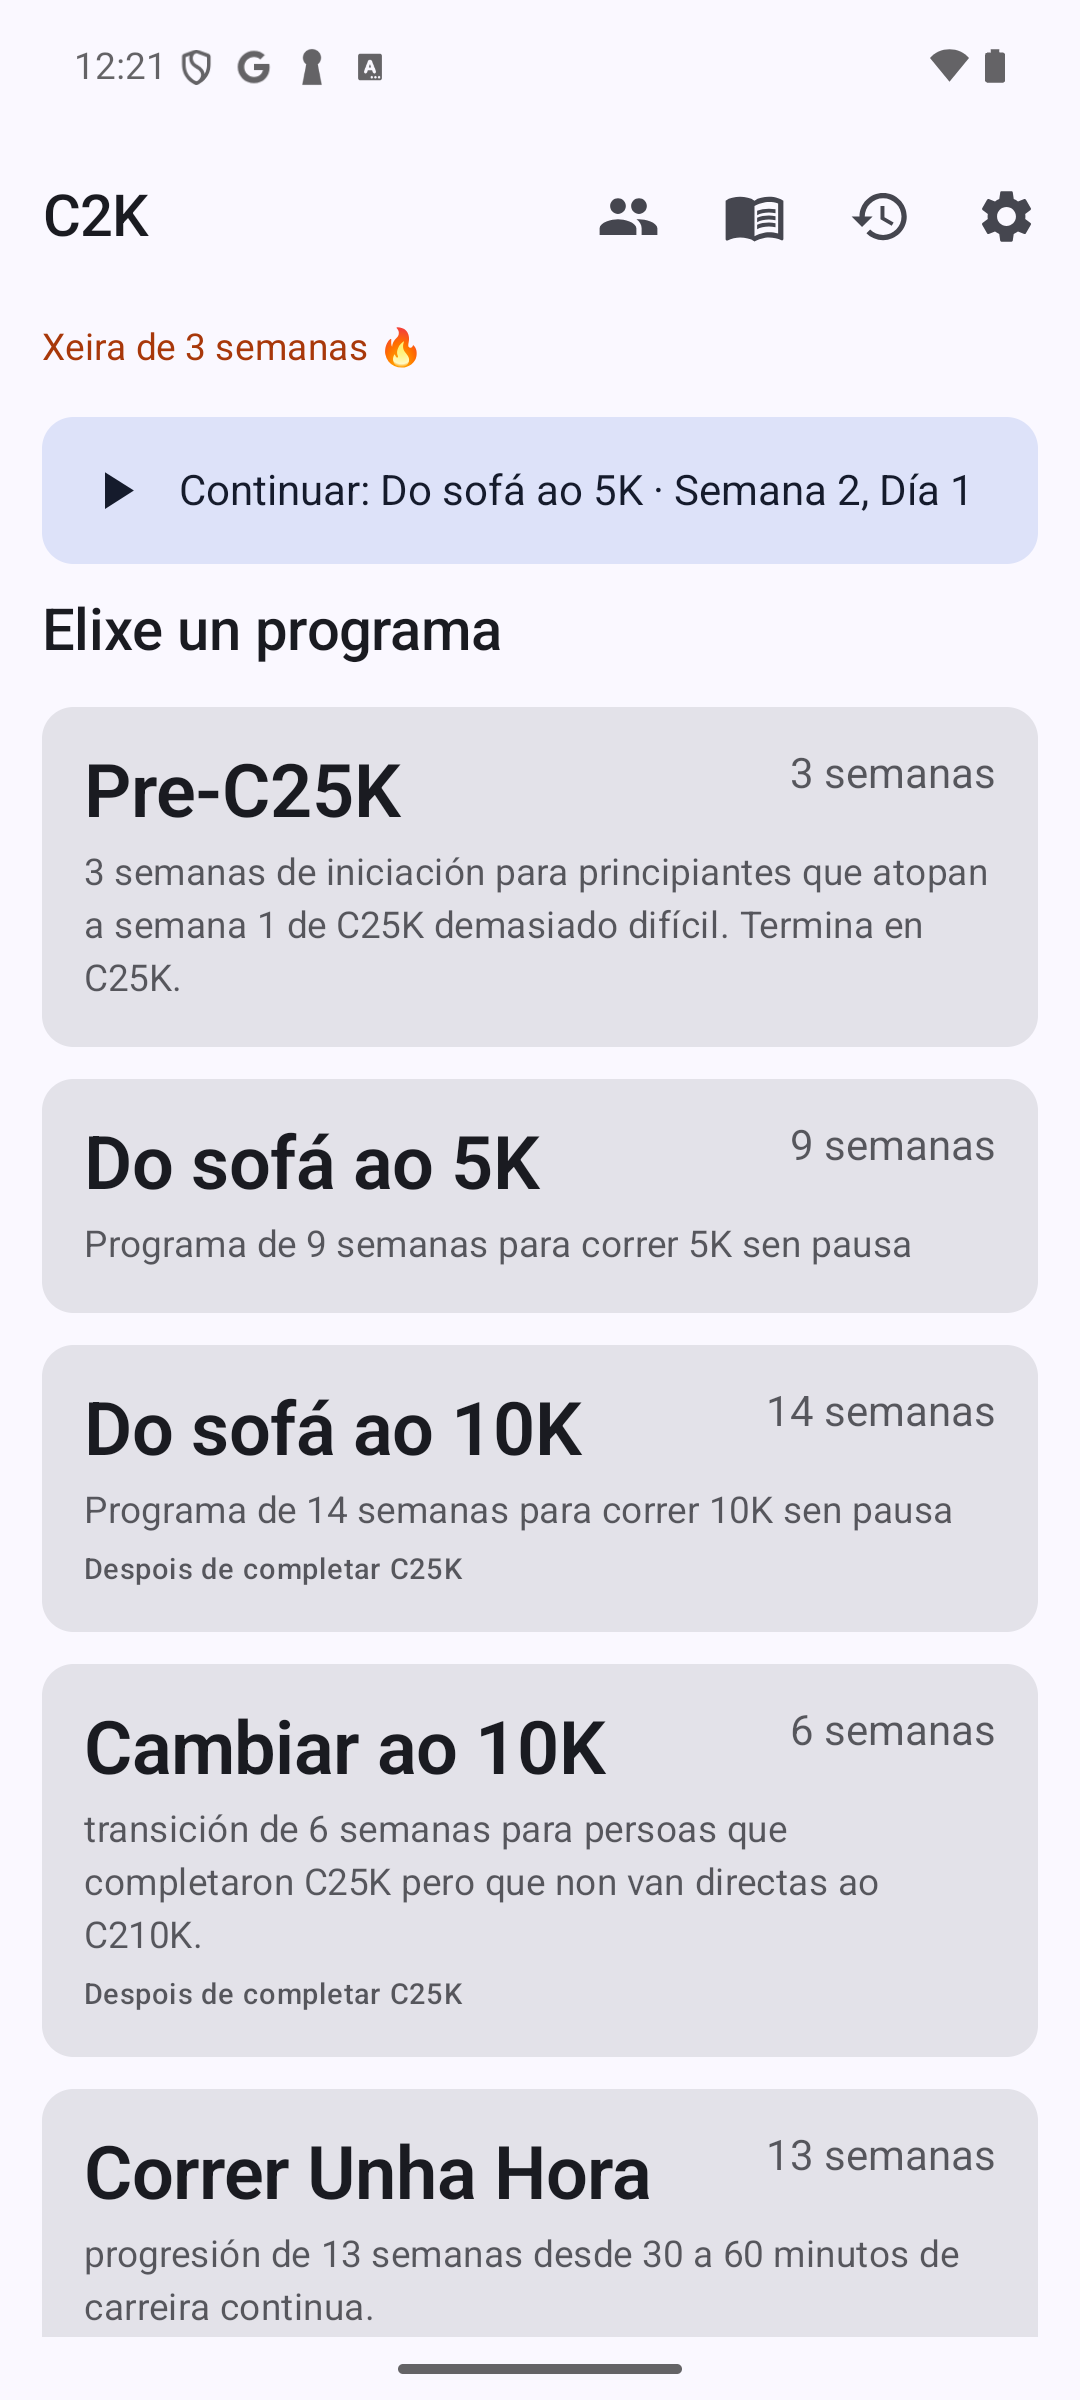 12:21
C2K
Xeira de 3 semanas 🔥
Continuar: Do sofá ao 5K · Semana 2, Día 1
Elixe un programa
Pre-C25K
3 semanas
3 semanas de iniciación para principiantes que atopan
a semana 1 de C25K demasiado difícil. Termina en
C25K.
Do sofá ao 5K
9 semanas
Programa de 9 semanas para correr 5K sen pausa
Do sofá ao 10K
14 semanas
Programa de 14 semanas para correr 10K sen pausa
Despois de completar C25K
Cambiar ao 10K
6 semanas
transición de 6 semanas para persoas que
completaron C25K pero que non van directas ao
C210K.
Despois de completar C25K
Correr Unha Hora
13 semanas
progresión de 13 semanas desde 30 a 60 minutos de
carreira continua.